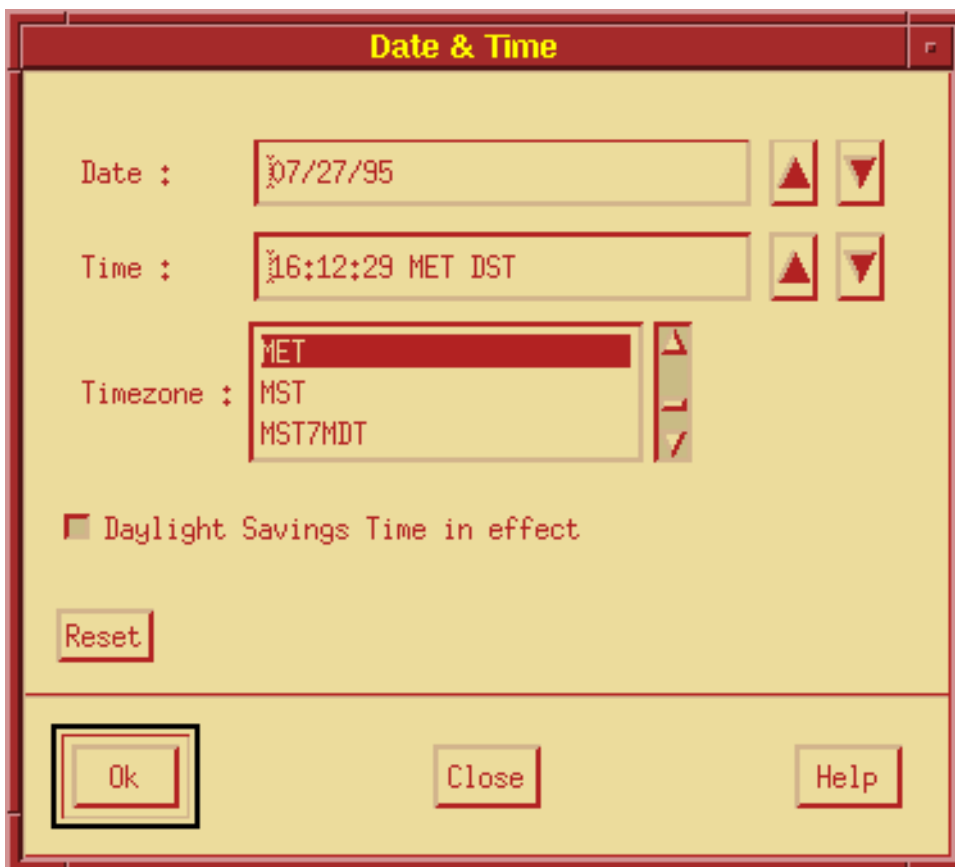 Date & Time
Date :
07/27/95
Time :
16:12:29 MET DST
Timezone :
MET
MST
MST7MDT
Daylight Savings Time in effect
Reset
Ok
Close
Help